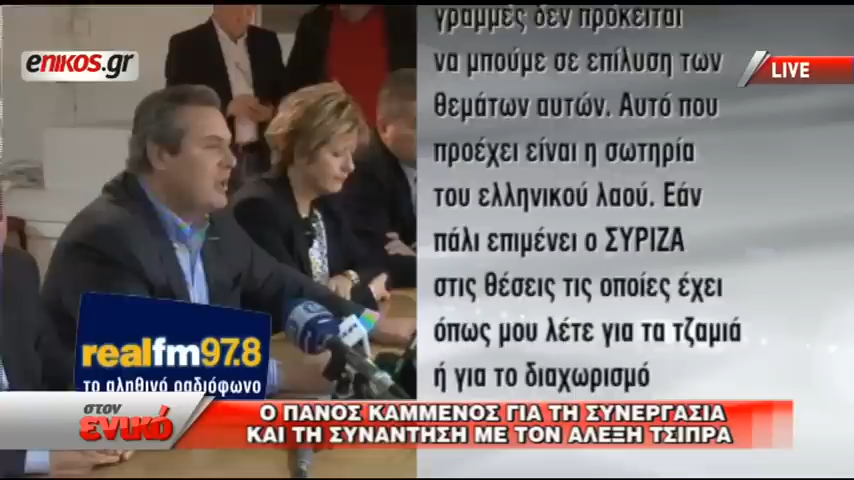 enikos.gr
LIVE
γραμμές δεν πρόκειται
να μπούμε σε επίλυση των
θεμάτων αυτών. Αυτό που
προέχει είναι η σωτηρία
του ελληνικού λαού. Εάν
πάλι επιμένει ο ΣΥΡΙΖΑ
στις θέσεις τις οποίες έχει
όπως μου λέτε για τα τζαμιά
ή για το διαχωρισμό
realfm97.8
το αληθινό ραδιόφωνο
στον
ενικό
Ο ΠΑΝΟΣ ΚΑΜΜΕΝΟΣ ΓΙΑ ΤΗ ΣΥΝΕΡΓΑΣΙΑ
ΚΑΙ ΤΗ ΣΥΝΑΝΤΗΣΗ ΜΕ ΤΟΝ ΑΛΕΞΗ ΤΣΙΠΡΑ